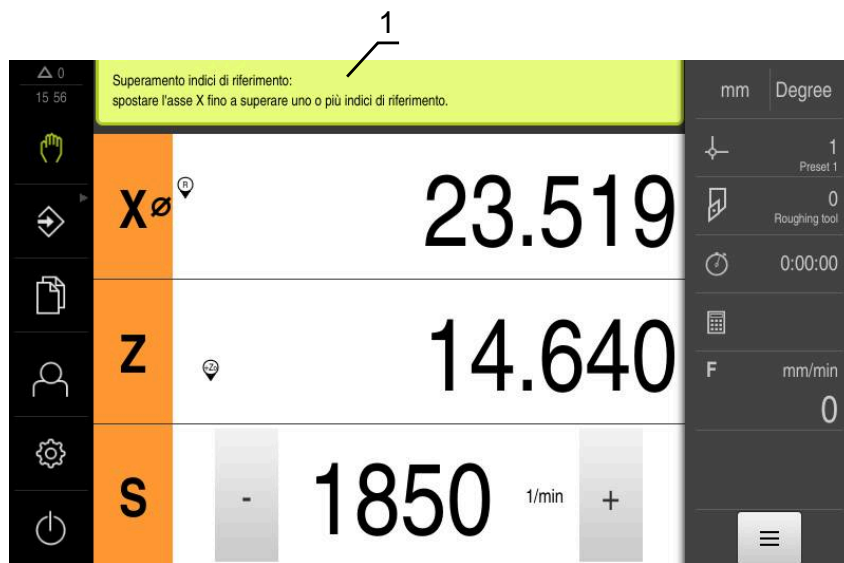 1
0
15 56
Superamento indici di riferimento:
spostare l'asse X fino a superare uno o più indici di riferimento.
mm Degree
X Ø R 23.519
1
Preset 1
0
Roughing tool
0:00:00
Z +Zo 14.640
F mm/min
0
S - 1850 1/min +